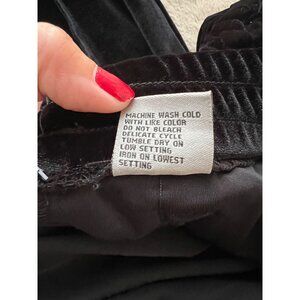 MACHINE WASH COLD
WITH LIKE COLOR
DO NOT BLEACH
DELICATE CYCLE
TUMBLE DRY ON
LOW SETTING
IRON ON LOWEST
SETTING